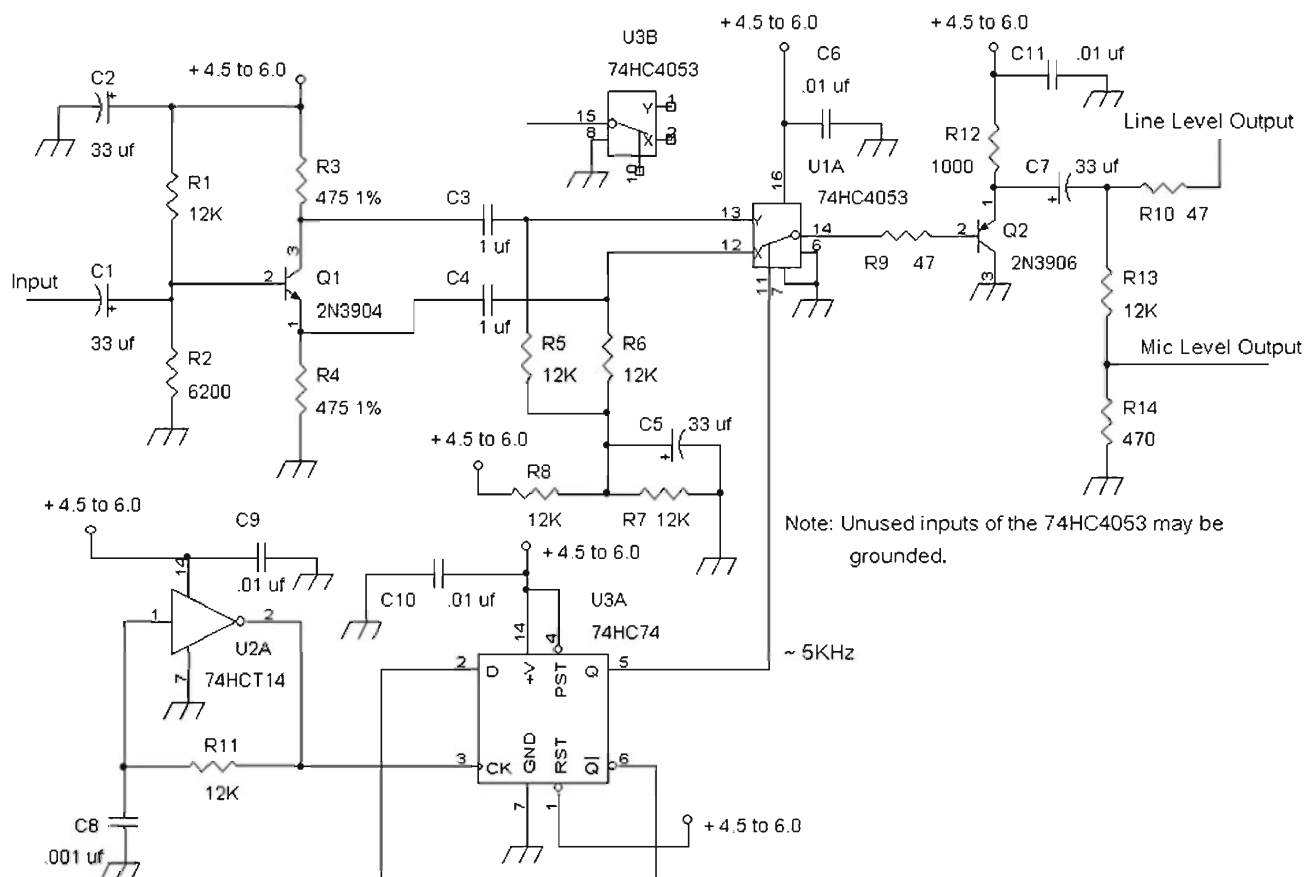 + 4.5 to 6.0
C2
33 uf
R1
12K
Input
C1
33 uf
R2
6200
R3
475 1%
3
2
1
Q1
2N3904
R4
475 1%
U3B
74HC4053
15
8
Y
X
1
2
10
C3
1 uf
C4
1 uf
R5
12K
R6
12K
+ 4.5 to 6.0
C5
33 uf
R8
12K
R7
12K
+ 4.5 to 6.0
C6
.01 uf
U1A
74HC4053
16
13
Y
12
X
14
6
11
7
R9
47
+ 4.5 to 6.0
C11
.01 uf
R12
1000
C7
33 uf
1
2
3
Q2
2N3906
Line Level Output
R10 47
R13
12K
Mic Level Output
R14
470
Note: Unused inputs of the 74HC4053 may be
grounded.
+ 4.5 to 6.0
C9
.01 uf
14
1
2
7
U2A
74HCT14
R11
12K
C8
.001 uf
+ 4.5 to 6.0
C10
.01 uf
U3A
74HC74
14
4
2
D
+V
PST
Q
5
3
CK
GND
RST
QI
6
7
1
~ 5KHz
+ 4.5 to 6.0